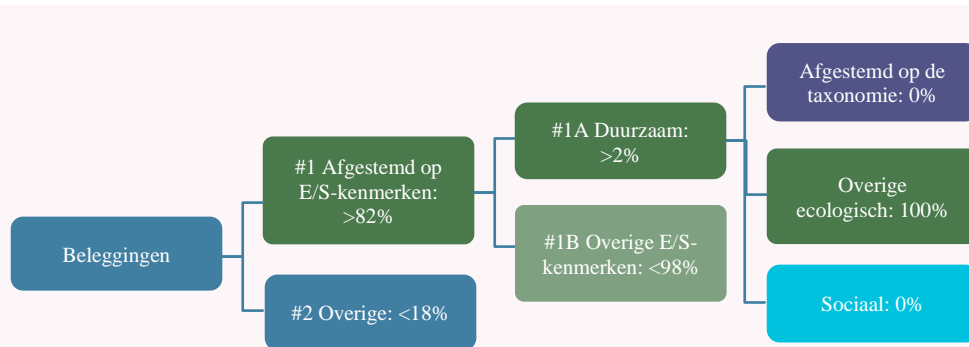 Beleggingen
#1 Afgestemd op
E/S-kenmerken:
>82%
#2 Overige: <18%
#1A Duurzaam:
>2%
#1B Overige E/S-
kenmerken: <98%
Afgestemd op de
taxonomie: 0%
Overige
ecologisch: 100%
Sociaal: 0%